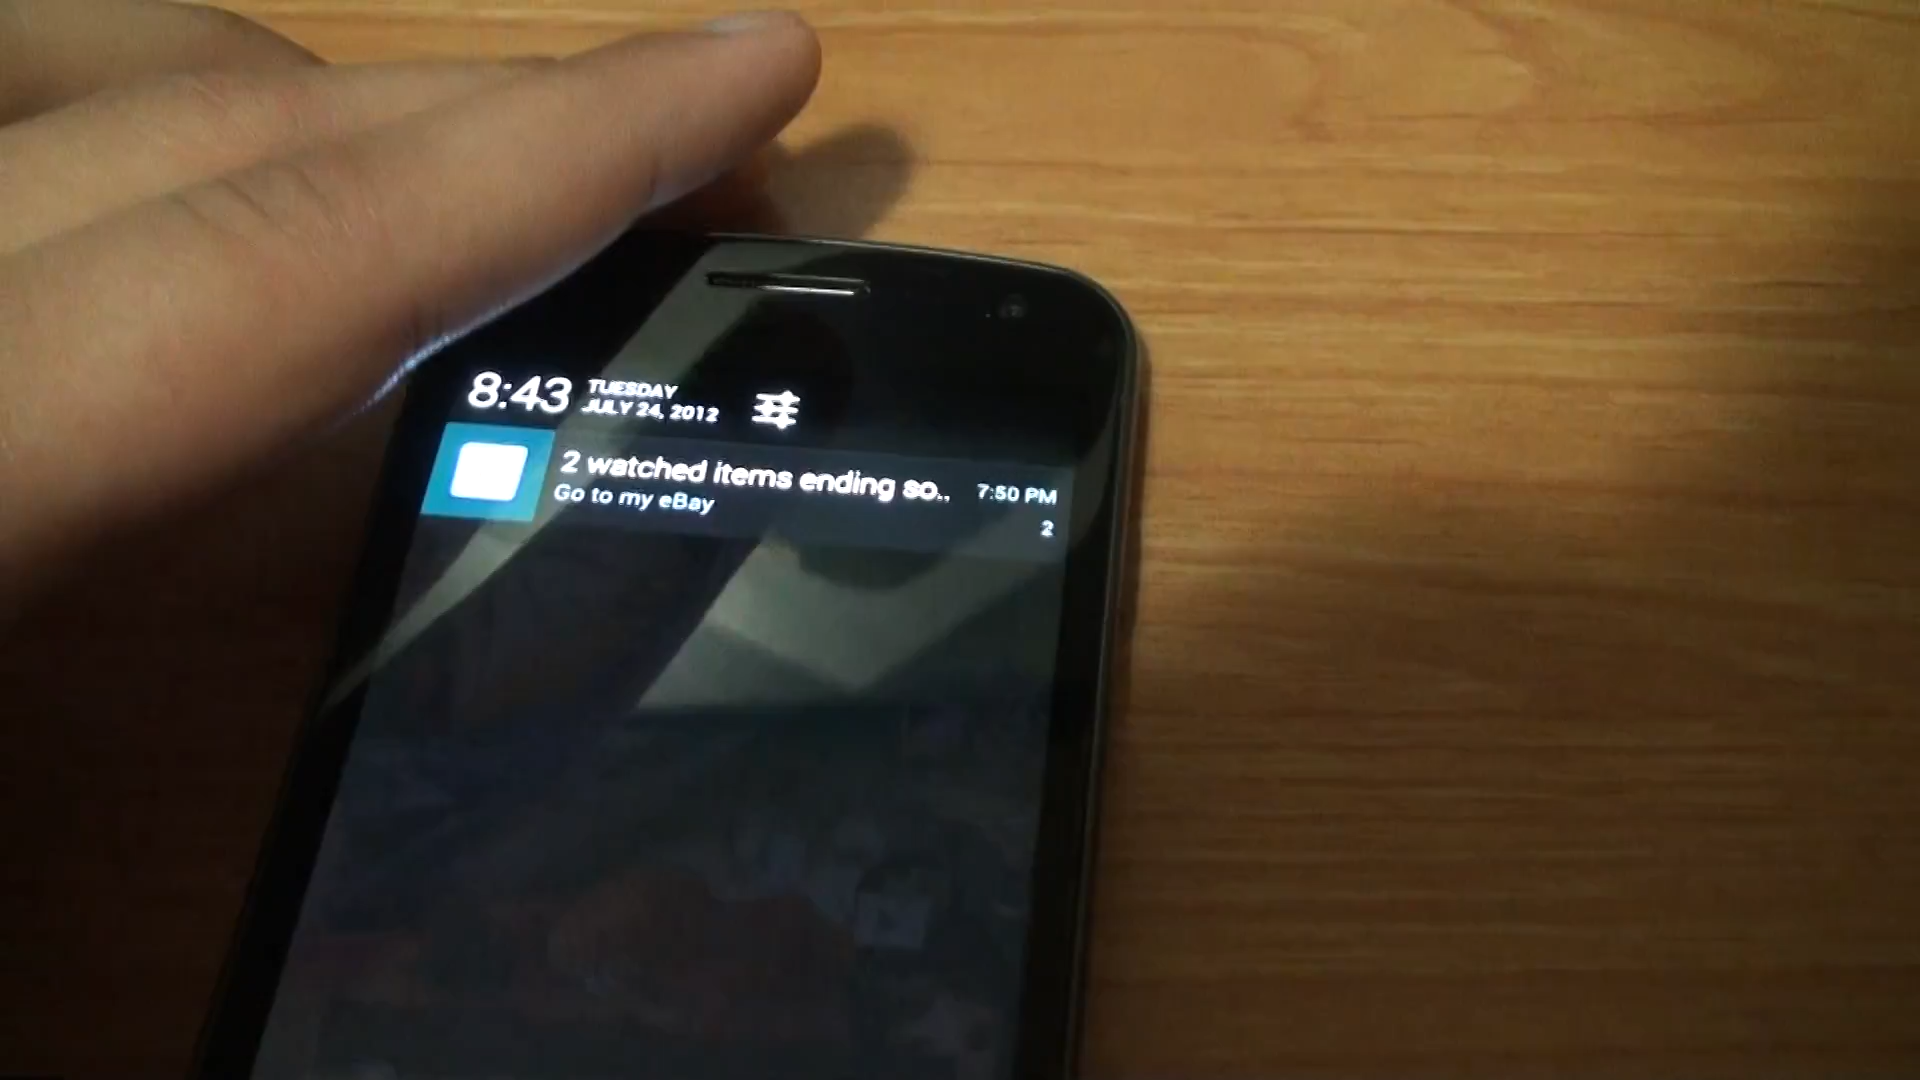 8:43
TUESDAY
JULY 24, 2012
2 watched items ending so..
7:50 PM
Go to my eBay
2